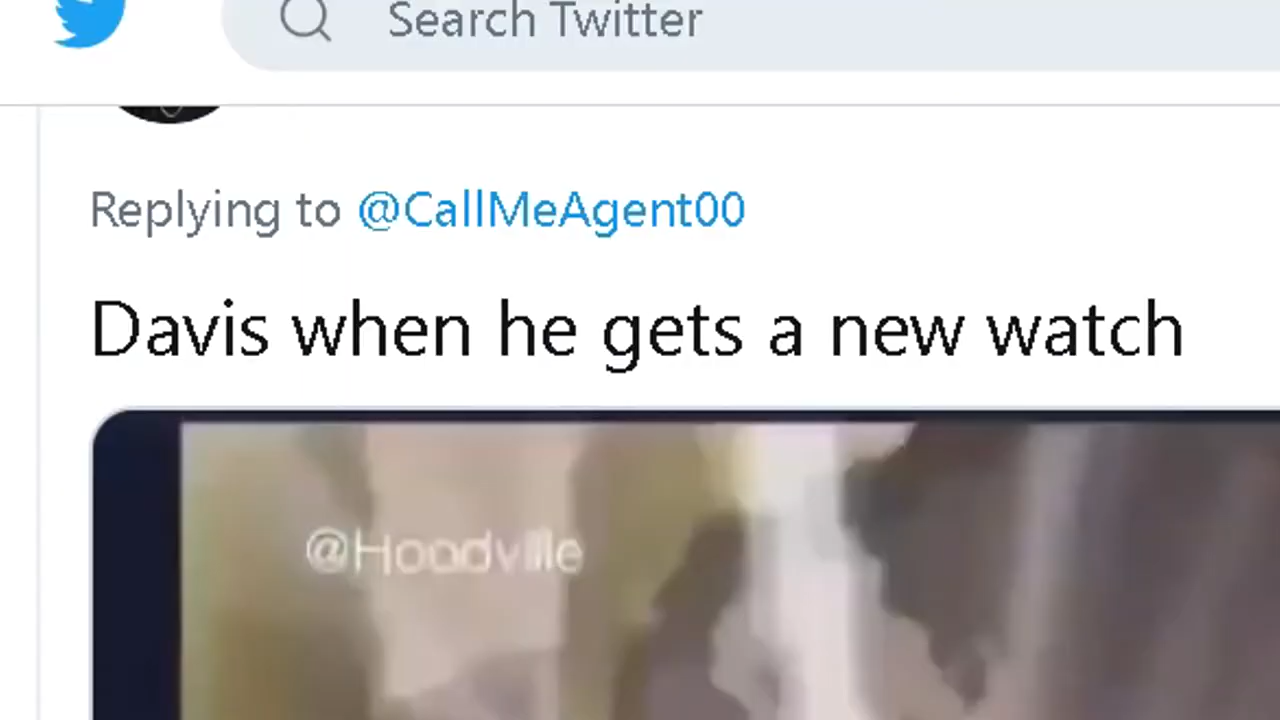 Search Twitter
Replying to @CallMeAgent00
Davis when he gets a new watch
@Hoodville